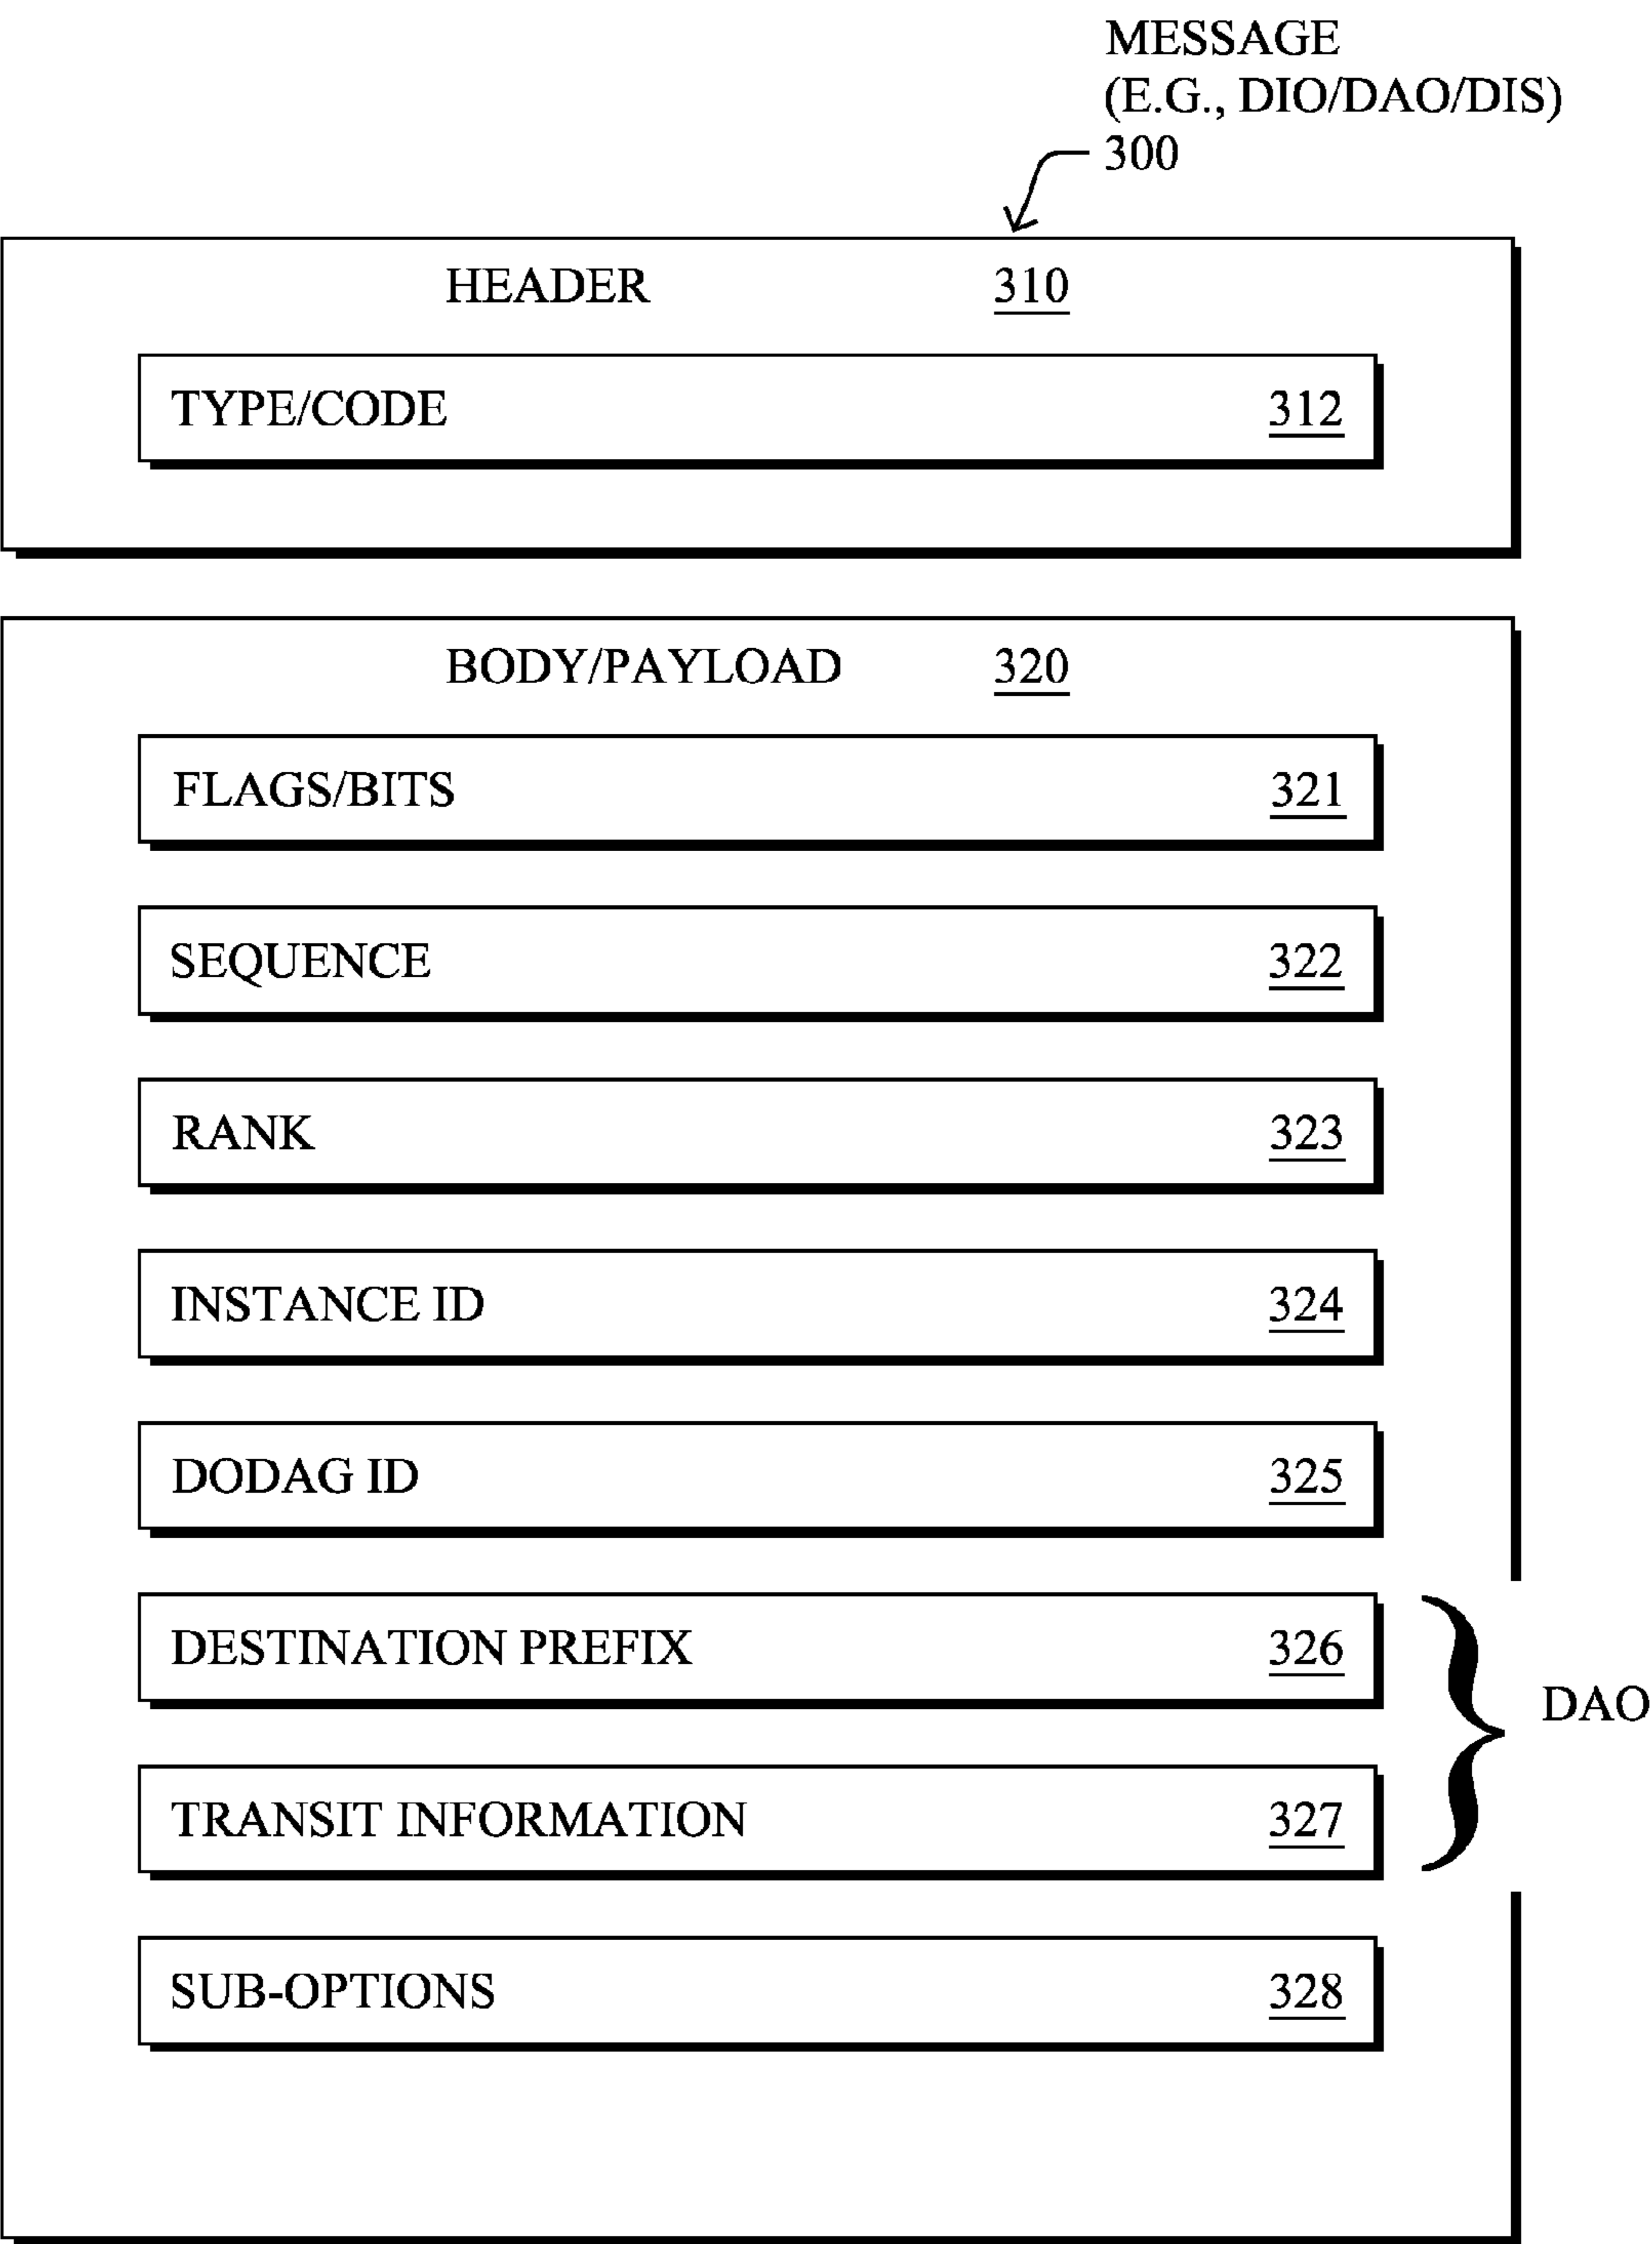 MESSAGE
(E.G., DIO/DAO/DIS)
300
HEADER 310
TYPE/CODE 312
BODY/PAYLOAD 320
FLAGS/BITS 321
SEQUENCE 322
RANK 323
INSTANCE ID 324
DODAG ID 325
DESTINATION PREFIX 326
DAO
TRANSIT INFORMATION 327
SUB-OPTIONS 328